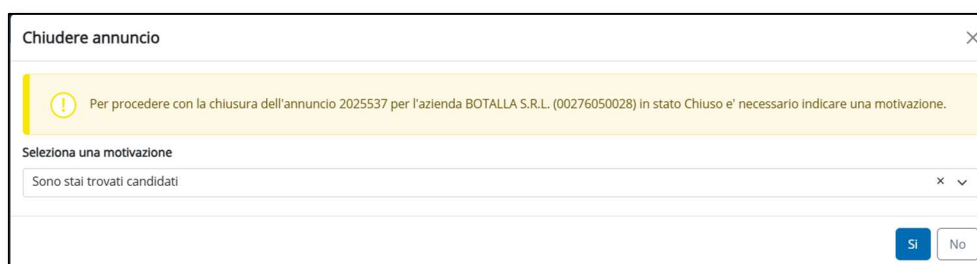 Chiudere annuncio
Per procedere con la chiusura dell'annuncio 2025537 per l'azienda BOTALLA S.R.L. (00276050028) in stato Chiuso e' necessario indicare una motivazione.
Seleziona una motivazione
Sono stai trovati candidati
Si No